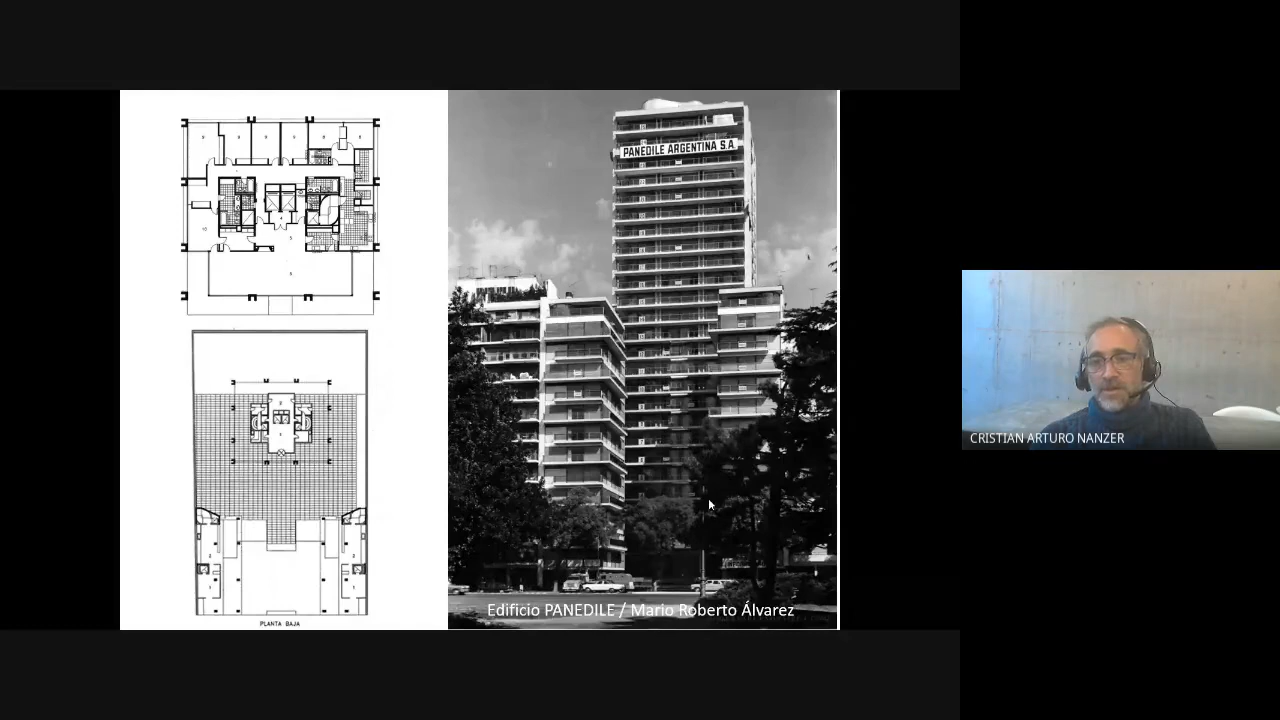 PANEDILE ARGENTINA S.A.
Edificio PANEDILE / Mario Roberto Álvarez
PLANTA BAJA
CRISTIAN ARTURO NANZER